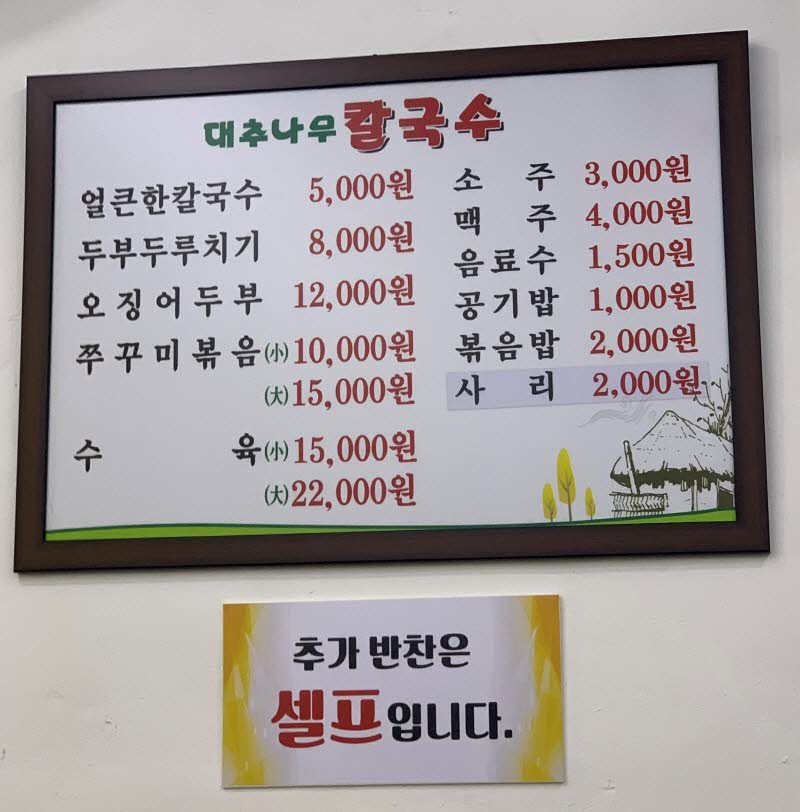 대추나무 칼국수
얼큰한칼국수 5,000원
두부두루치기 8,000원
오징어두부 12,000원
쭈꾸미볶음(小) 10,000원
(大) 15,000원
수육(小) 15,000원
(大) 22,000원
소주 3,000원
맥주 4,000원
음료수 1,500원
공기밥 1,000원
볶음밥 2,000원
사리 2,000원
추가 반찬은
셀프입니다.